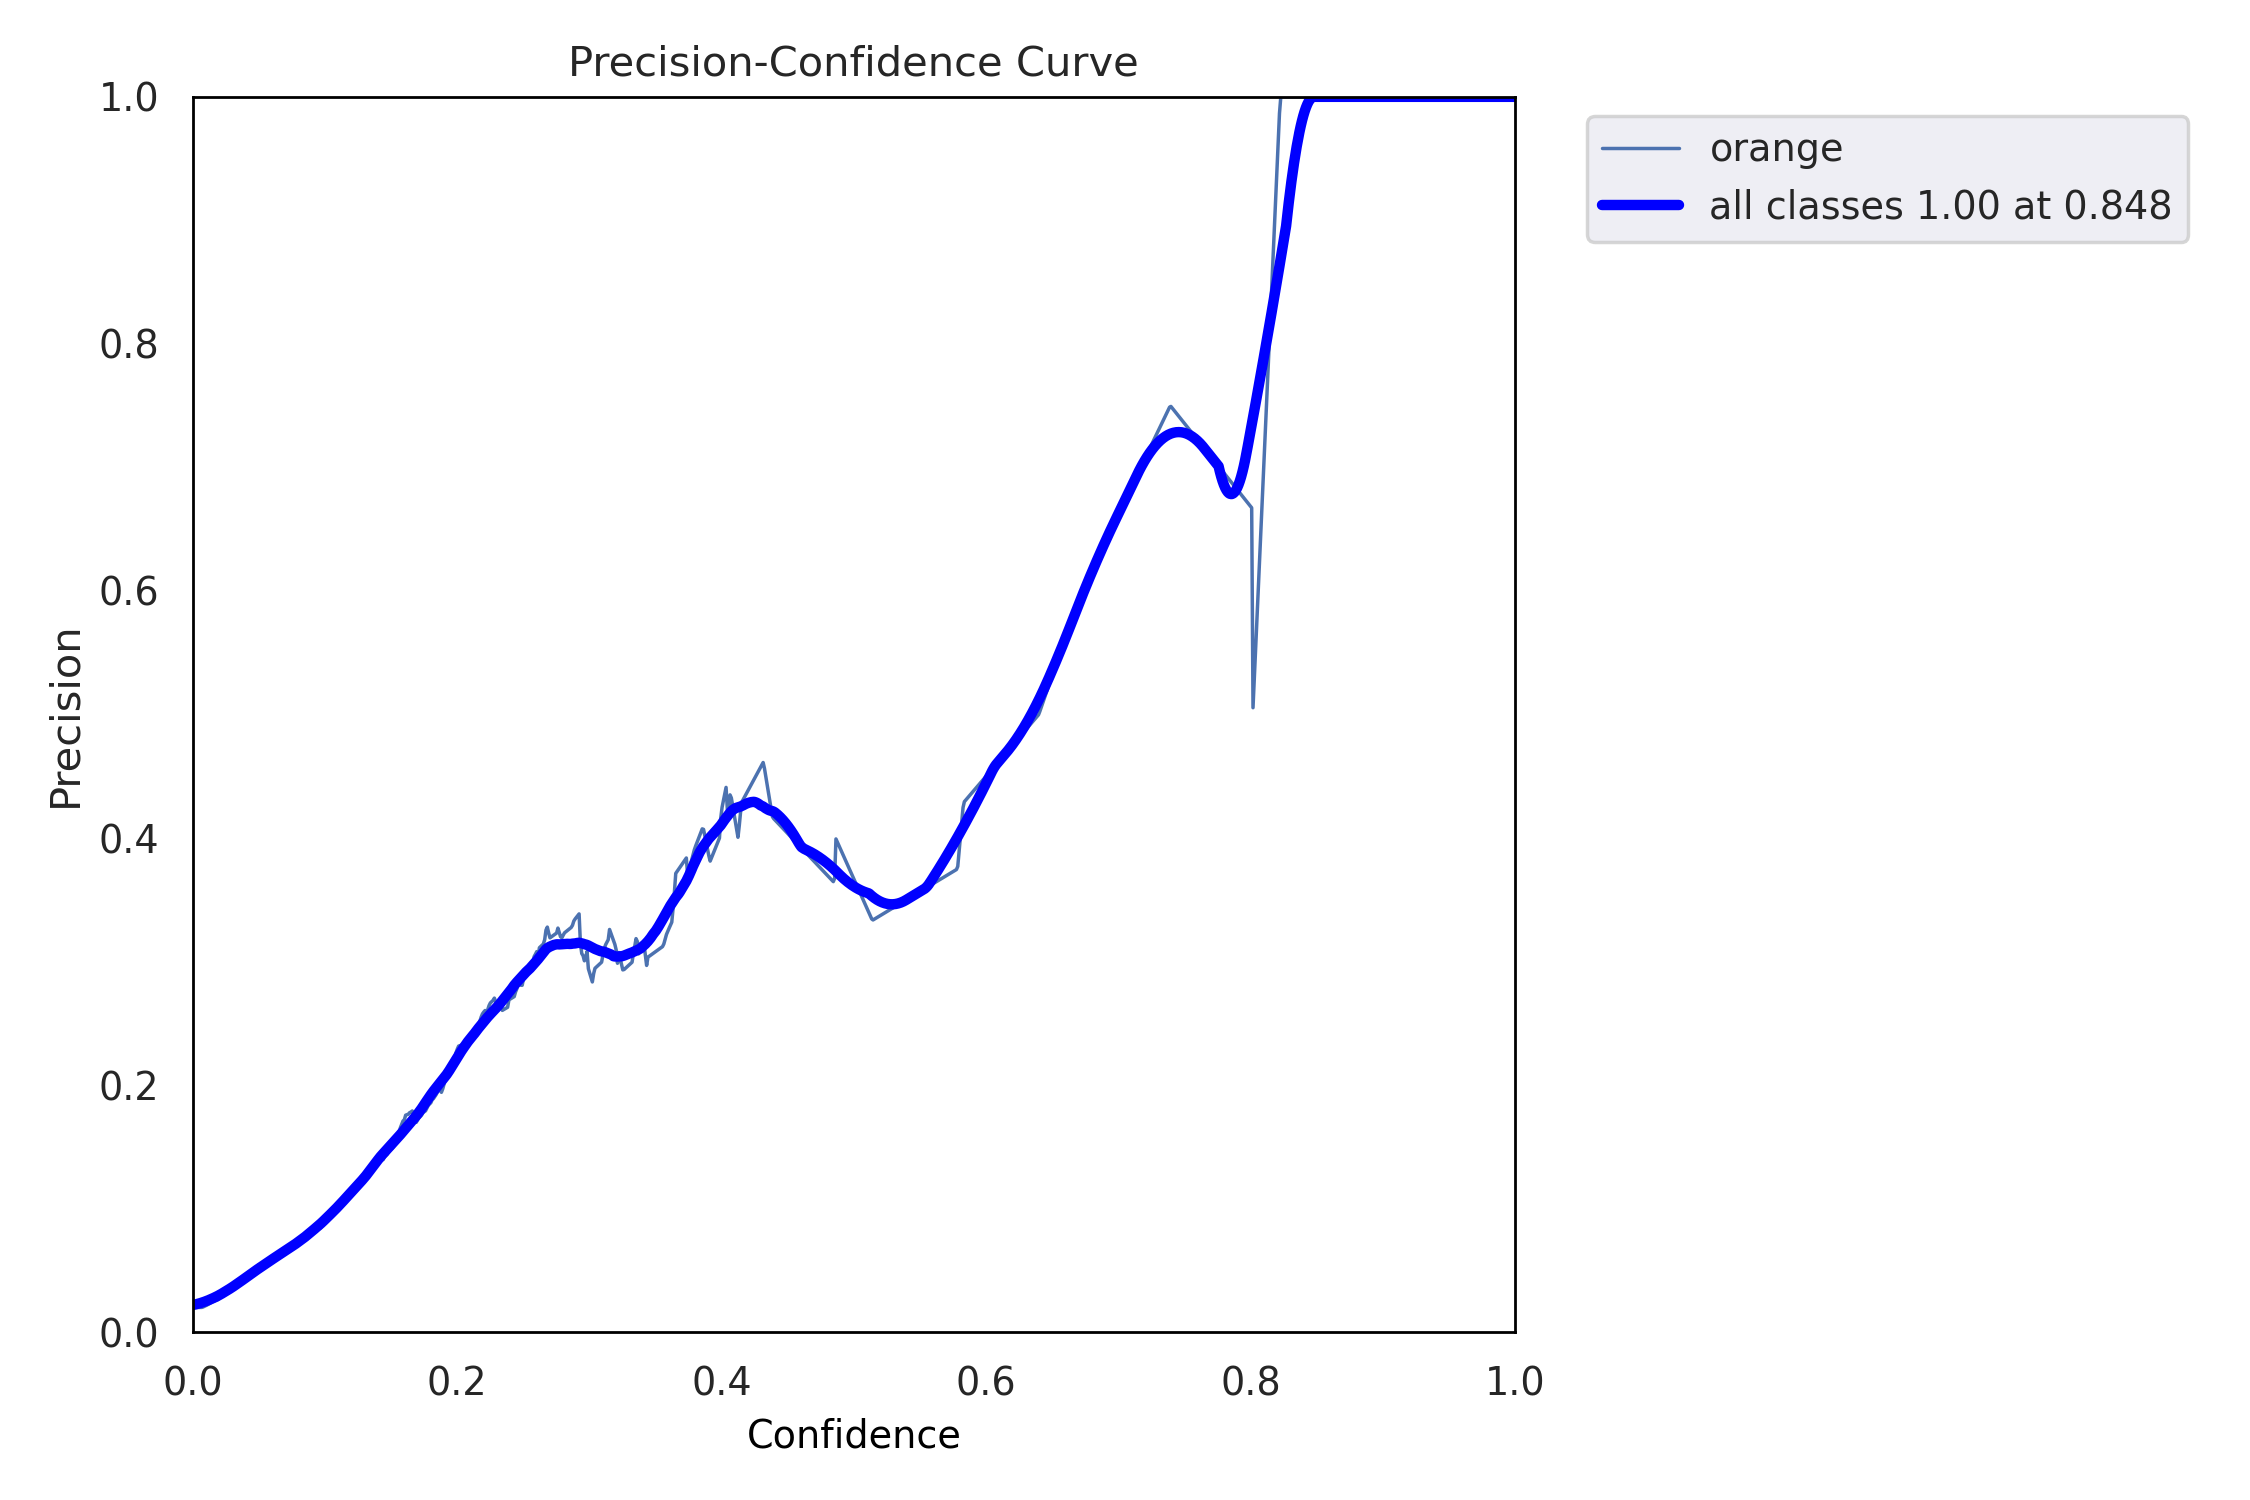 Precision-Confidence Curve
1.0
0.8
0.6
0.4
0.2
0.0
Precision
0.0 0.2 0.4 0.6 0.8 1.0
Confidence
orange
all classes 1.00 at 0.848